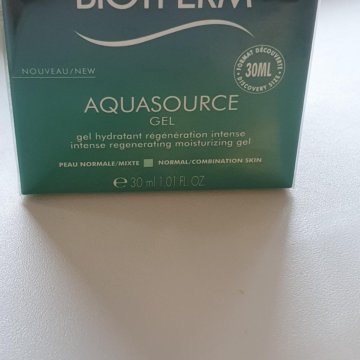 BIOTHERM
NOUVEAU/NEW
FORMAT DÉCOUVERTE
30ML
DISCOVERY SIZE
AQUASOURCE
GEL
gel hydratant régénération intense
intense regenerating moisturizing gel
PEAU NORMALE/MIXTE NORMAL/COMBINATION SKIN
℮ 30 ml 1.01 FL. OZ